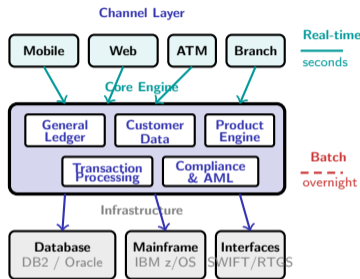 Channel Layer
Mobile
Web
ATM
Branch
Real-time
seconds
Core Engine
General
Ledger
Customer
Data
Product
Engine
Transaction
Processing
Compliance
& AML
Batch
overnight
Infrastructure
Database
DB2 / Oracle
Mainframe
IBM z/OS
Interfaces
SWIFT/RTGS